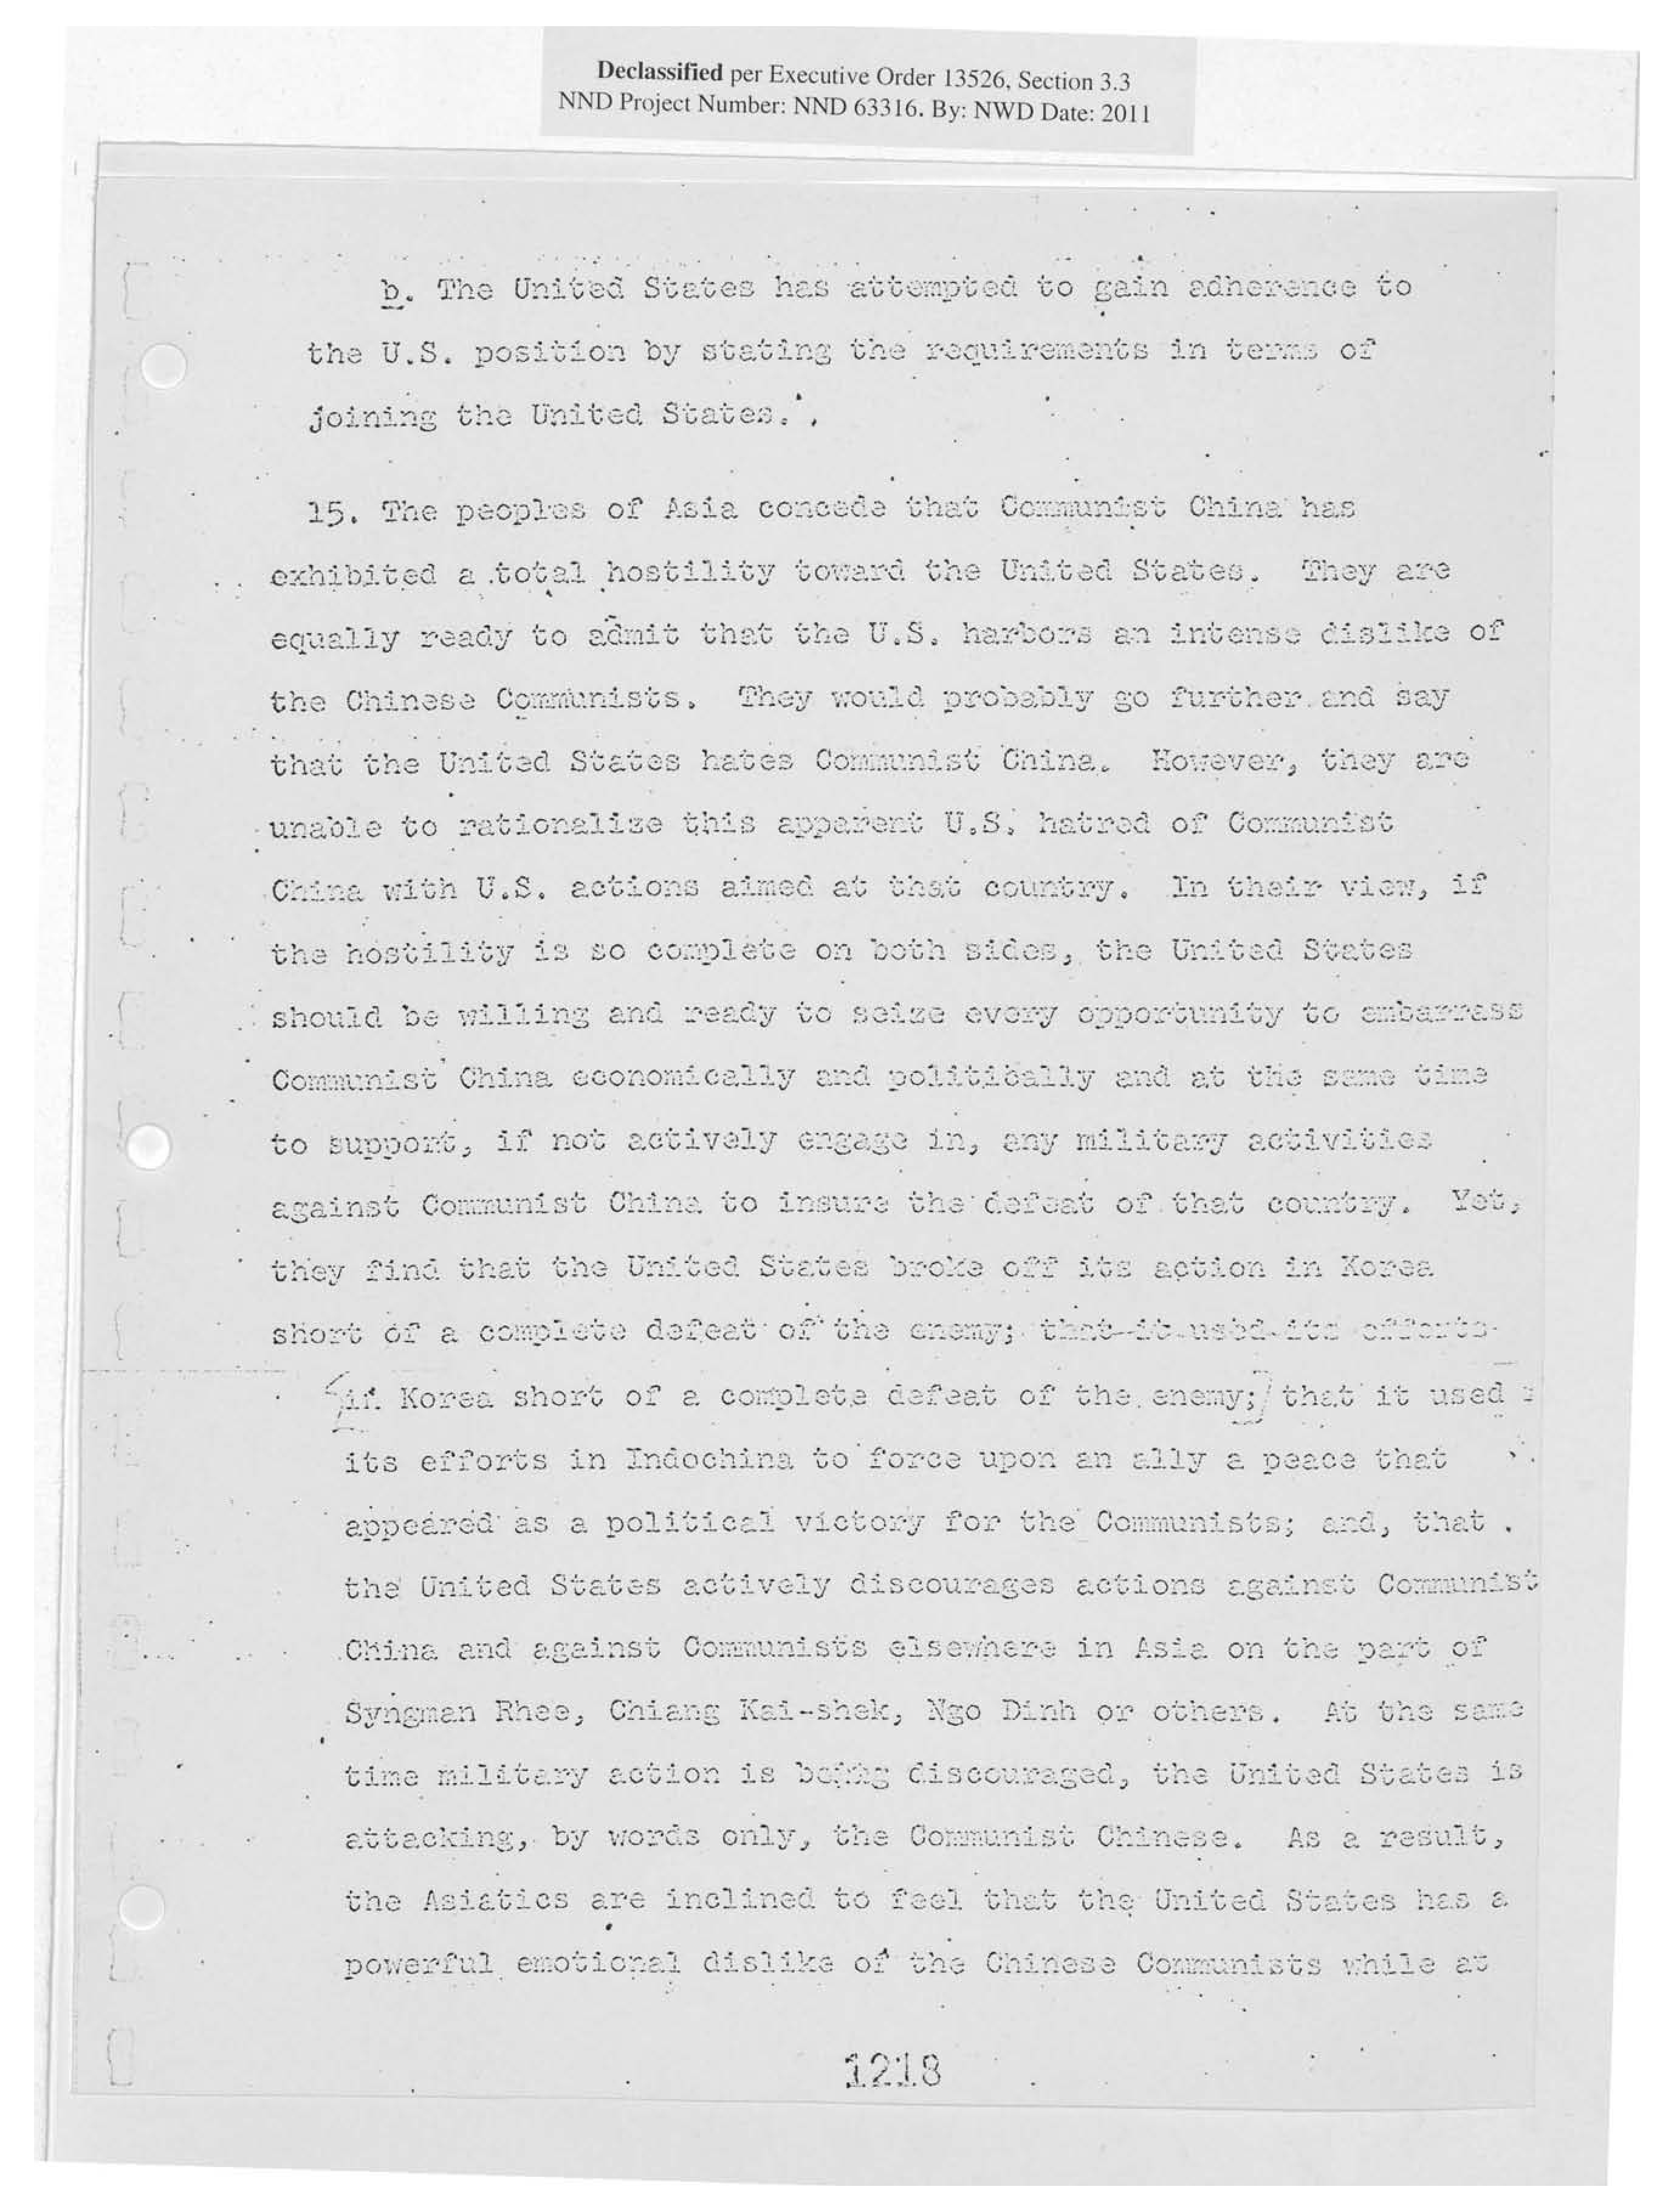 Declassified per Executive Order 13526, Section 3.3
NND Project Number: NND 63316. By: NWD Date: 2011
b. The United States has attempted to gain adherence to
the U.S. position by stating the requirements in terms of
joining the United States.
15. The peoples of Asia concede that Communist China has
exhibited a total hostility toward the United States. They are
equally ready to admit that the U.S. harbors an intense dislike of
the Chinese Communists. They would probably go further and say
that the United States hates Communist China. However, they are
unable to rationalize this apparent U.S. hatred of Communist
China with U.S. actions aimed at that country. In their view, if
the hostility is so complete on both sides, the United States
should be willing and ready to seize every opportunity to embarrass
Communist China economically and politically and at the same time
to support, if not actively engage in, any military activities
against Communist China to insure the defeat of that country. Yet,
they find that the United States broke off its action in Korea
short of a complete defeat of the enemy; that it used its efforts
in Korea short of a complete defeat of the enemy; that it used
its efforts in Indochina to force upon an ally a peace that
appeared as a political victory for the Communists; and, that
the United States actively discourages actions against Communist
China and against Communists elsewhere in Asia on the part of
Syngman Rhee, Chiang Kai-shek, Ngo Dinh or others. At the same
time military action is being discouraged, the United States is
attacking, by words only, the Communist Chinese. As a result,
the Asiatics are inclined to feel that the United States has a
powerful emotional dislike of the Chinese Communists while at
1218